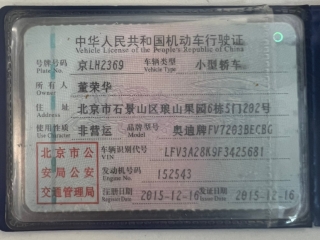 中华人民共和国机动车行驶证
Vehicle License of the People's Republic of China
号牌号码 京LHZ369 车辆类型 小型轿车
Plate No. Vehicle Type
所有人 董荣华
Owner
住址 北京市石景山区琅山果园6栋5门202号
Address
使用性质 非营运 品牌型号 奥迪牌FV7203BECBG
Use Character Model
北京市公 车辆识别代号 LFV3A28K9F3425681
VIN
安局公安 发动机号码 152543
Engine No.
交通管理局 注册日期 2015-12-16 发证日期 2015-12-16
Register Date Issue Date